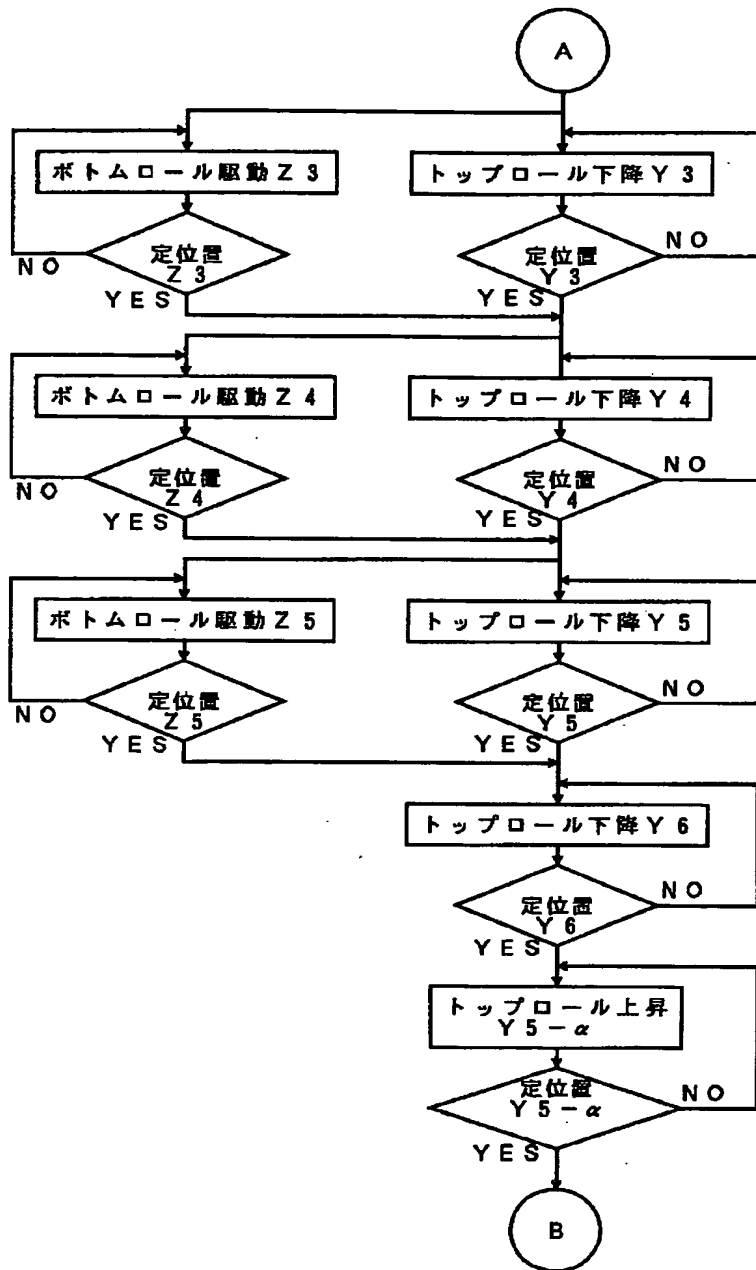 A
ボトムロール駆動Z3
トップロール下降Y3
定位置
Z3
NO
YES
定位置
Y3
NO
YES
ボトムロール駆動Z4
トップロール下降Y4
定位置
Z4
NO
YES
定位置
Y4
NO
YES
ボトムロール駆動Z5
トップロール下降Y5
定位置
Z5
NO
YES
定位置
Y5
NO
YES
トップロール下降Y6
定位置
Y6
NO
YES
トップロール上昇
Y5-α
定位置
Y5-α
NO
YES
B